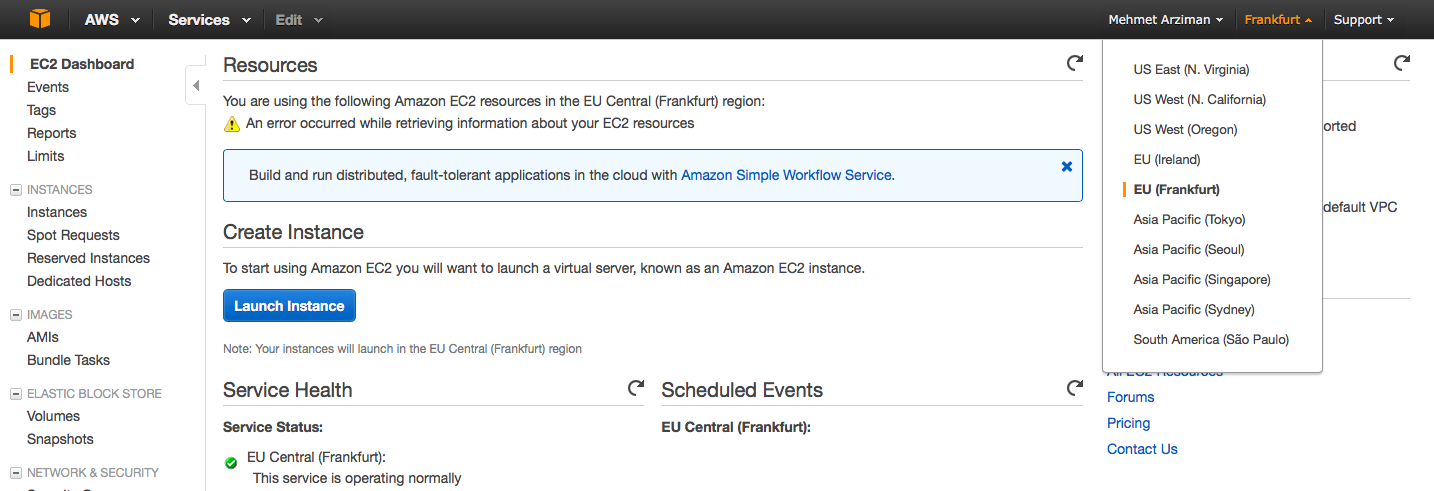 AWS Services Edit Mehmet Arziman Frankfurt Support
EC2 Dashboard
Events
Tags
Reports
Limits
INSTANCES
Instances
Spot Requests
Reserved Instances
Dedicated Hosts
IMAGES
AMIs
Bundle Tasks
ELASTIC BLOCK STORE
Volumes
Snapshots
NETWORK & SECURITY
Resources
You are using the following Amazon EC2 resources in the EU Central (Frankfurt) region:
An error occurred while retrieving information about your EC2 resources
Build and run distributed, fault-tolerant applications in the cloud with Amazon Simple Workflow Service.
Create Instance
To start using Amazon EC2 you will want to launch a virtual server, known as an Amazon EC2 instance.
Launch Instance
Note: Your instances will launch in the EU Central (Frankfurt) region
Service Health
Service Status:
EU Central (Frankfurt):
This service is operating normally
Scheduled Events
EU Central (Frankfurt):
US East (N. Virginia)
US West (N. California)
US West (Oregon)
EU (Ireland)
EU (Frankfurt)
Asia Pacific (Tokyo)
Asia Pacific (Seoul)
Asia Pacific (Singapore)
Asia Pacific (Sydney)
South America (São Paulo)
orted
default VPC
All EC2 Resources
Forums
Pricing
Contact Us